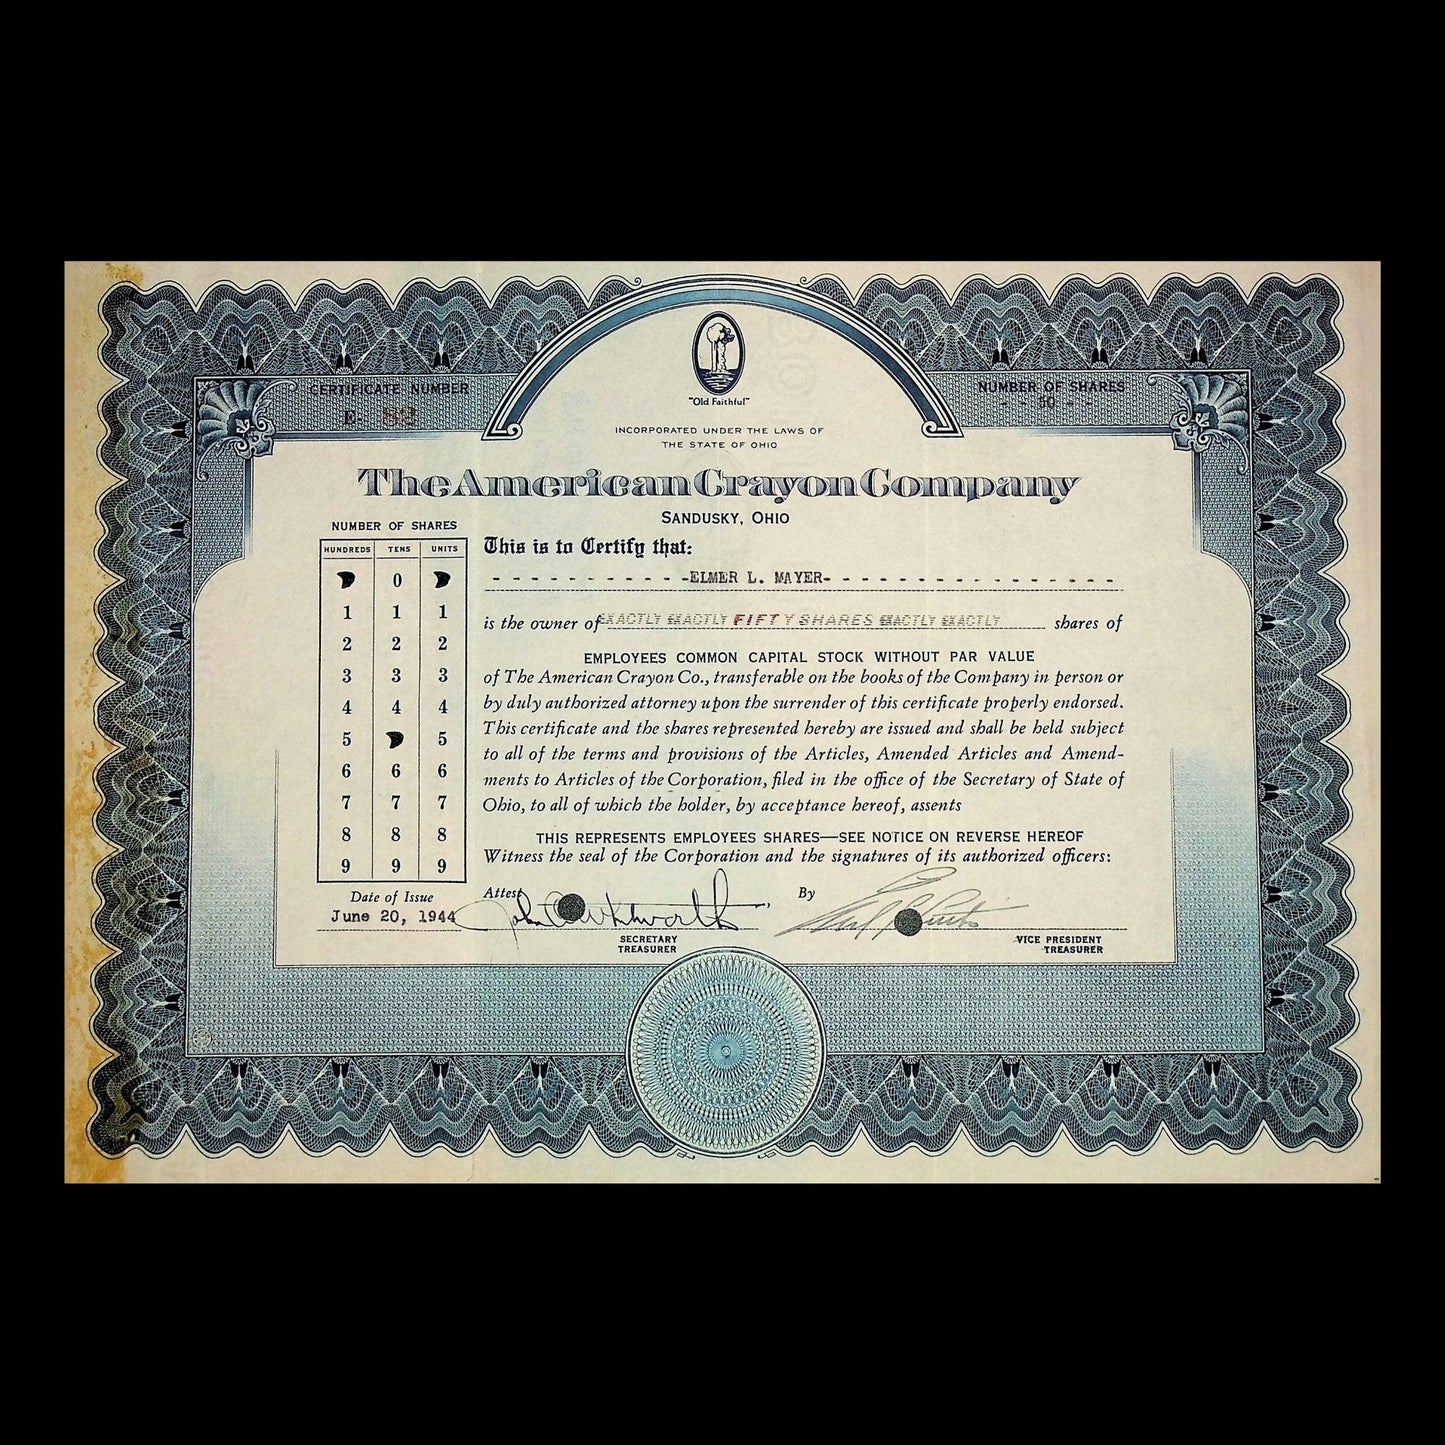 CERTIFICATE NUMBER
E- 82
NUMBER OF SHARES
- - 50 - -
"Old Faithful"
INCORPORATED UNDER THE LAWS OF
THE STATE OF OHIO
The American Crayon Company
SANDUSKY, OHIO
NUMBER OF SHARES
HUNDREDS TENS UNITS
0
1 1 1
2 2 2
3 3 3
4 4 4
5 5
6 6 6
7 7 7
8 8 8
9 9 9
Date of Issue
June 20, 1944
This is to Certify that:
- - - - - - - - - - - -ELMER L. MAYER- - - - - - - - - - - - - - - - - -
is the owner of EXACTLY EXACTLY FIFTY SHARES EXACTLY EXACTLY shares of
EMPLOYEES COMMON CAPITAL STOCK WITHOUT PAR VALUE
of The American Crayon Co., transferable on the books of the Company in person or
by duly authorized attorney upon the surrender of this certificate properly endorsed.
This certificate and the shares represented hereby are issued and shall be held subject
to all of the terms and provisions of the Articles, Amended Articles and Amend-
ments to Articles of the Corporation, filed in the office of the Secretary of State of
Ohio, to all of which the holder, by acceptance hereof, assents
THIS REPRESENTS EMPLOYEES SHARES—SEE NOTICE ON REVERSE HEREOF
Witness the seal of the Corporation and the signatures of its authorized officers:
Attest John By
SECRETARY
TREASURER
VICE PRESIDENT
TREASURER